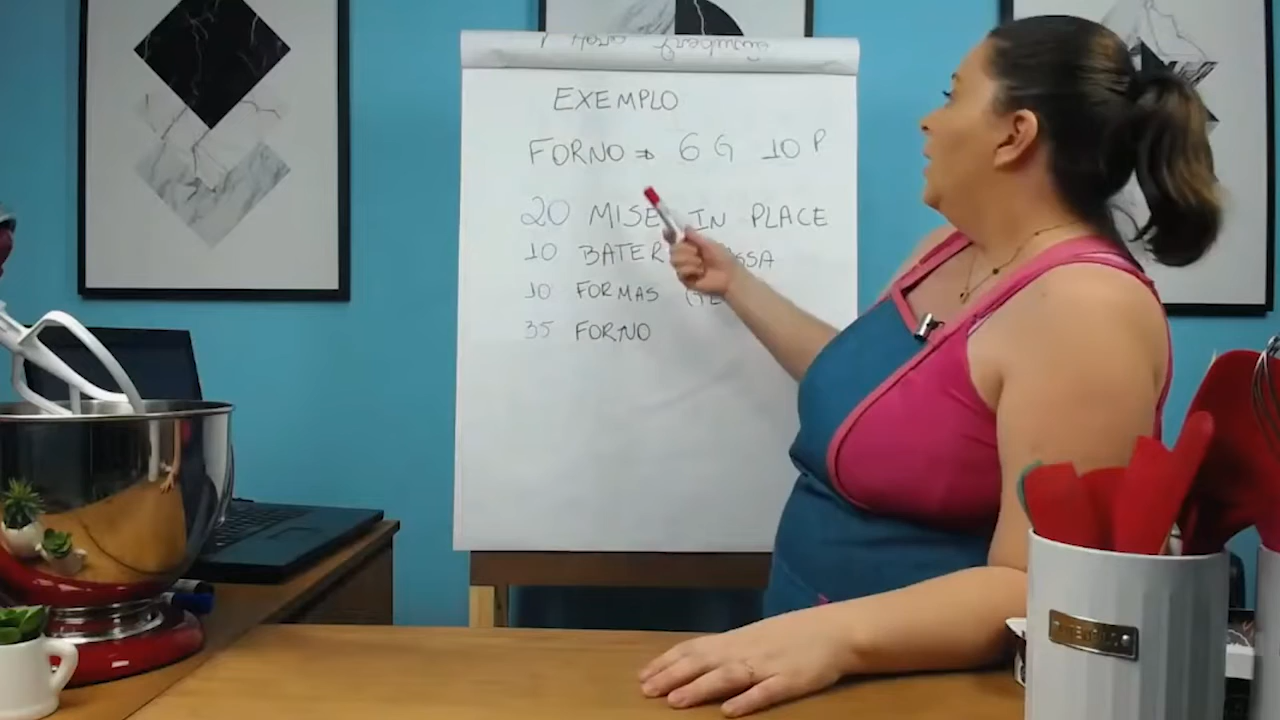 EXEMPLO
FORNO ⇒ 6 G 10 P
20 MISE IN PLACE
10 BATER
10 FORMAS
35 FORNO